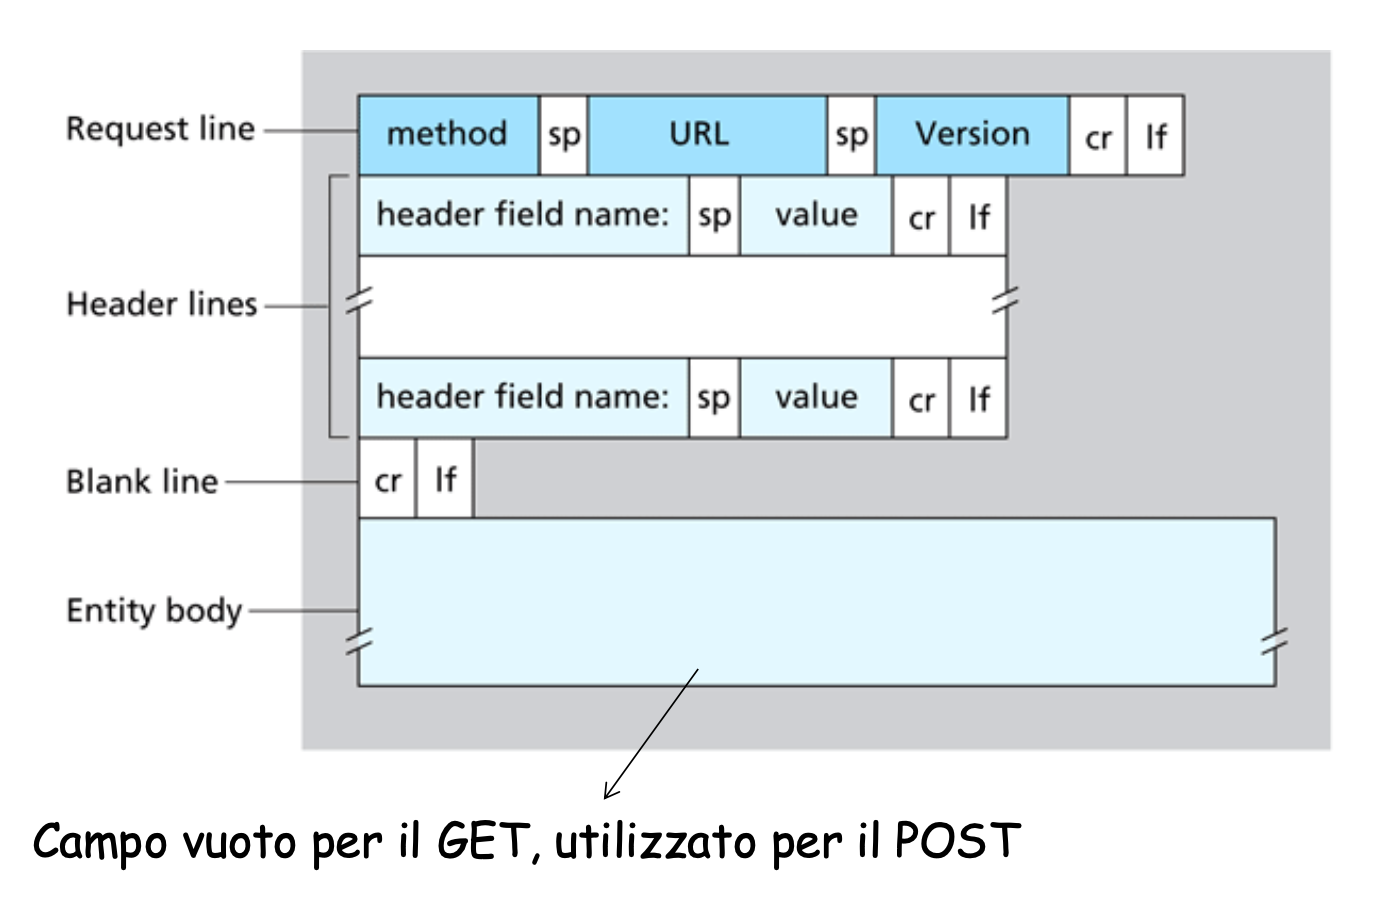 Request line method sp URL sp Version cr lf
header field name: sp value cr lf
Header lines
header field name: sp value cr lf
Blank line cr lf
Entity body
Campo vuoto per il GET, utilizzato per il POST